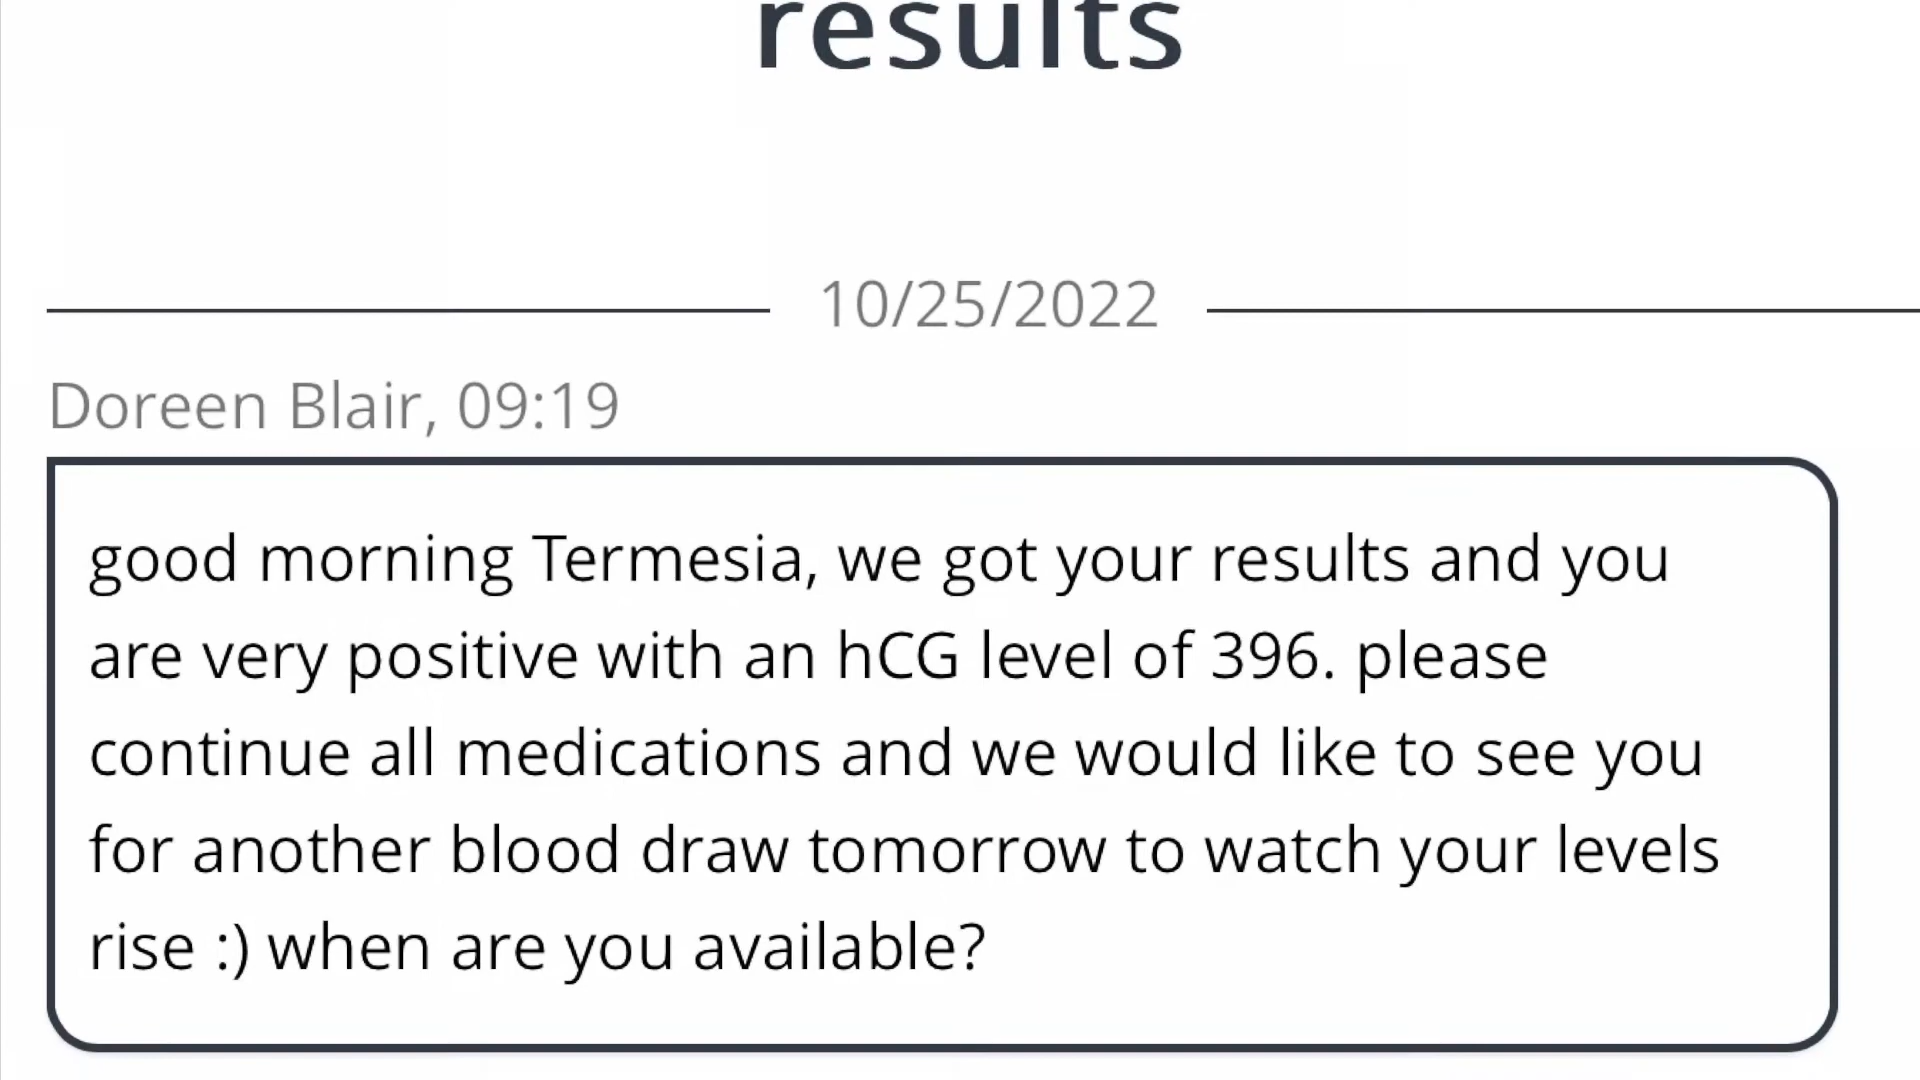 results
10/25/2022
Doreen Blair, 09:19
good morning Termesia, we got your results and you
are very positive with an hCG level of 396. please
continue all medications and we would like to see you
for another blood draw tomorrow to watch your levels
rise :) when are you available?